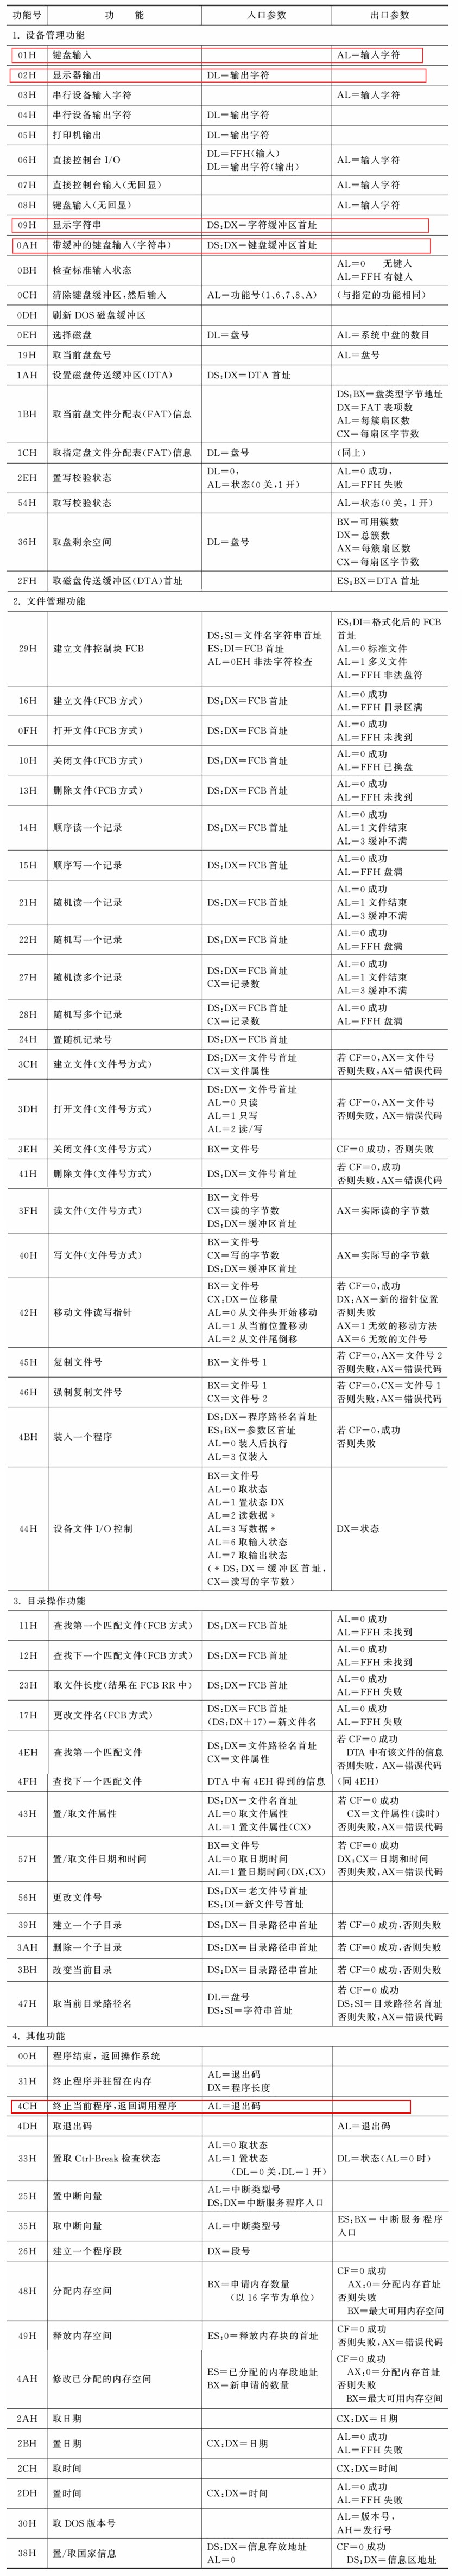 功能号 功 能 入口参数 出口参数
1. 设备管理功能
01H 键盘输入 AL=输入字符
02H 显示器输出 DL=输出字符
03H 串行设备输入字符 AL=输入字符
04H 串行设备输出字符 DL=输出字符
05H 打印机输出 DL=输出字符
06H 直接控制台 I/O DL=FFH(输入)
DL=输出字符(输出) AL=输入字符
07H 直接控制台输入(无回显) AL=输入字符
08H 键盘输入(无回显) AL=输入字符
09H 显示字符串 DS:DX=字符缓冲区首址
0AH 带缓冲的键盘输入(字符串) DS:DX=键盘缓冲区首址
0BH 检查标准输入状态 AL=0 无键入
AL=FFH 有键入
0CH 清除键盘缓冲区,然后输入 AL=功能号(1、6、7、8、A) (与指定的功能相同)
0DH 刷新 DOS 磁盘缓冲区
0EH 选择磁盘 DL=盘号 AL=系统中盘的数目
19H 取当前盘盘号 AL=盘号
1AH 设置磁盘传送缓冲区(DTA) DS:DX=DTA 首址
1BH 取当前盘文件分配表(FAT)信息 DS:BX=盘类型字节地址
DX=FAT 表项数
AL=每簇扇区数
CX=每扇区字节数
1CH 取指定盘文件分配表(FAT)信息 DL=盘号 (同上)
2EH 置写校验状态 DL=0,
AL=状态(0 关,1 开) AL=0 成功,
AL=FFH 失败
54H 取写校验状态 AL=状态(0 关, 1 开)
36H 取盘剩余空间 DL=盘号 BX=可用簇数
DX=总簇数
AX=每簇扇区数
CX=每扇区字节数
2FH 取磁盘传送缓冲区(DTA)首址 ES:BX=DTA 首址
2. 文件管理功能
29H 建立文件控制块 FCB DS:SI=文件名字符串首址
ES:DI=FCB 首址
AL=0EH 非法字符检查 ES:DI=格式化后的 FCB
首址
AL=0 标准文件
AL=1 多义文件
AL=FFH 非法盘符
16H 建立文件(FCB 方式) DS:DX=FCB 首址 AL=0 成功
AL=FFH 目录区满
0FH 打开文件(FCB 方式) DS:DX=FCB 首址 AL=0 成功
AL=FFH 未找到
10H 关闭文件(FCB 方式) DS:DX=FCB 首址 AL=0 成功
AL=FFH 已换盘
13H 删除文件(FCB 方式) DS:DX=FCB 首址 AL=0 成功
AL=FFH 未找到
14H 顺序读一个记录 DS:DX=FCB 首址 AL=0 成功
AL=1 文件结束
AL=3 缓冲不满
15H 顺序写一个记录 DS:DX=FCB 首址 AL=0 成功
AL=FFH 盘满
21H 随机读一个记录 DS:DX=FCB 首址 AL=0 成功
AL=1 文件结束
AL=3 缓冲不满
22H 随机写一个记录 DS:DX=FCB 首址 AL=0 成功
AL=FFH 盘满
27H 随机读多个记录 DS:DX=FCB 首址
CX=记录数 AL=0 成功
AL=1 文件结束
AL=3 缓冲不满
28H 随机写多个记录 DS:DX=FCB 首址
CX=记录数 AL=0 成功
AL=FFH 盘满
24H 置随机记录号 DS:DX=FCB 首址
3CH 建立文件(文件号方式) DS:DX=文件号首址
CX=文件属性 若 CF=0,AX=文件号
否则失败,AX=错误代码
3DH 打开文件(文件号方式) DS:DX=文件号首址
AL=0 只读
AL=1 只写
AL=2 读/写 若 CF=0,AX=文件号
否则失败, AX=错误代码
3EH 关闭文件(文件号方式) BX=文件号 CF=0 成功, 否则失败
41H 删除文件(文件号方式) DS:DX=文件号首址 若 CF=0,成功
否则失败,AX=错误代码
3FH 读文件(文件号方式) BX=文件号
CX=读的字节数
DS:DX=缓冲区首址 AX=实际读的字节数
40H 写文件(文件号方式) BX=文件号
CX=写的字节数
DS:DX=缓冲区首址 AX=实际写的字节数
42H 移动文件读写指针 BX=文件号
CX:DX=位移量
AL=0 从文件头开始移动
AL=1 从当前位置移动
AL=2 从文件尾倒移 若 CF=0,成功
DX:AX=新的指针位置
否则失败
AX=1 无效的移动方法
AX=6 无效的文件号
45H 复制文件号 BX=文件号 1 若 CF=0,AX=文件号 2
否则失败,AX=错误代码
46H 强制复制文件号 BX=文件号 1
CX=文件号 2 若 CF=0,CX=文件号 1
否则失败,AX=错误代码
4BH 装入一个程序 DS:DX=程序路径名首址
ES:BX=参数区首址
AL=0 装入后执行
AL=3 仅装入 若 CF=0,成功
否则失败
44H 设备文件 I/O 控制 BX=文件号
AL=0 取状态
AL=1 置状态 DX
AL=2 读数据 *
AL=3 写数据 *
AL=6 取输入状态
AL=7 取输出状态
(* DS:DX=缓冲区首址,
CX=读写的字节数) DX=状态
3. 目录操作功能
11H 查找第一个匹配文件(FCB 方式) DS:DX=FCB 首址 AL=0 成功
AL=FFH 未找到
12H 查找下一个匹配文件(FCB 方式) DS:DX=FCB 首址 AL=0 成功
AL=FFH 未找到
23H 取文件长度(结果在 FCB RR 中) DS:DX=FCB 首址 AL=0 成功
AL=FFH 失败
17H 更改文件名(FCB 方式) DS:DX=FCB 首址
(DS:DX+17)=新文件名 AL=0 成功
AL=FFH 失败
4EH 查找第一个匹配文件 DS:DX=文件路径名首址
CX=文件属性 若 CF=0 成功
DTA 中有该文件的信息
否则失败, AX=错误代码
4FH 查找下一个匹配文件 DTA 中有 4EH 得到的信息 (同 4EH)
43H 置/取文件属性 DS:DX=文件名首址
AL=0 取文件属性
AL=1 置文件属性(CX) 若 CF=0 成功
CX=文件属性(读时)
否则失败,AX=错误代码
57H 置/取文件日期和时间 BX=文件号
AL=0 取日期时间
AL=1 置日期时间(DX:CX) 若 CF=0 成功
DX:CX=日期和时间
否则失败,AX=错误代码
56H 更改文件号 DS:DX=老文件号首址
ES:DI=新文件号首址
39H 建立一个子目录 DS:DX=目录路径串首址 若 CF=0 成功,否则失败
3AH 删除一个子目录 DS:DX=目录路径串首址 若 CF=0 成功,否则失败
3BH 改变当前目录 DS:DX=目录路径串首址 若 CF=0 成功,否则失败
47H 取当前目录路径名 DL=盘号
DS:SI=字符串首址 若 CF=0 成功
DS:SI=目录路径名首址
否则失败,AX=错误代码
4. 其他功能
00H 程序结束, 返回操作系统
31H 终止程序并驻留在内存 AL=退出码
DX=程序长度
4CH 终止当前程序,返回调用程序 AL=退出码
4DH 取退出码 AL=退出码
33H 置取 Ctrl-Break 检查状态 AL=0 取状态
AL=1 置状态
(DL=0 关,DL=1 开) DL=状态(AL=0 时)
25H 置中断向量 AL=中断类型号
DS:DX=中断服务程序入口
35H 取中断向量 AL=中断类型号 ES:BX=中断服务程序
入口
26H 建立一个程序段 DX=段号
48H 分配内存空间 BX=申请内存数量
(以 16 字节为单位) CF=0 成功
AX:0=分配内存首址
否则失败
BX=最大可用内存空间
49H 释放内存空间 ES:0=释放内存块的首址 CF=0 成功
否则失败,AX=错误代码
4AH 修改已分配的内存空间 ES=已分配的内存段地址
BX=新申请的数量 CF=0 成功
AX:0=分配内存首址
否则失败
BX=最大可用内存空间
2AH 取日期 CX:DX=日期
2BH 置日期 CX:DX=日期 AL=0 成功
AL=FFH 失败
2CH 取时间 CX:DX=时间
2DH 置时间 CX:DX=时间 AL=0 成功
AL=FFH 失败
30H 取 DOS 版本号 AL=版本号,
AH=发行号
38H 置/取国家信息 DS:DX=信息存放地址
AL=0 CF=0 成功
DS:DX=信息区地址